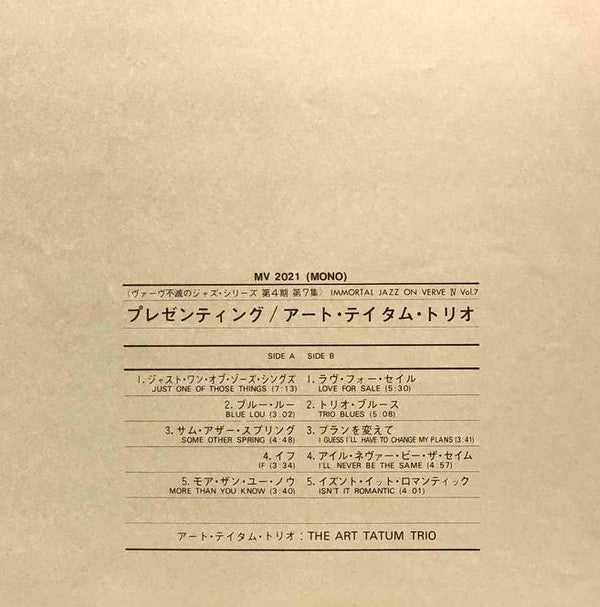 MV 2021 (MONO)
(ヴァーヴ不滅のジャズ・シリーズ 第4期 第7集) IMMORTAL JAZZ ON VERVE Ⅳ Vol.7
プレゼンティング/アート・テイタム・トリオ
SIDE A SIDE B
1.ジャスト・ワン・オブ・ゾーズ・シングズ
JUST ONE OF THOSE THINGS (7:13)
2.ブルー・ルー
BLUE LOU (3:02)
3.サム・アザー・スプリング
SOME OTHER SPRING (4:48)
4.イフ
IF (3:34)
5.モア・ザン・ユー・ノウ
MORE THAN YOU KNOW (3:40)
1.ラヴ・フォー・セイル
LOVE FOR SALE (5:30)
2.トリオ・ブルース
TRIO BLUES (5:08)
3.プランを変えて
I GUESS I'LL HAVE TO CHANGE MY PLANS (3:41)
4.アイル・ネヴァー・ビー・ザ・セイム
I'LL NEVER BE THE SAME (4:57)
5.イズント・イット・ロマンティック
ISN'T IT ROMANTIC (4:01)
アート・テイタム・トリオ:THE ART TATUM TRIO